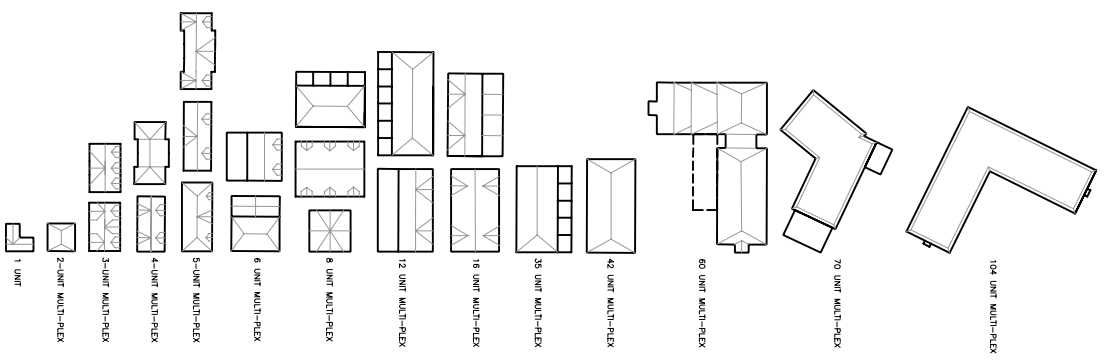 1 UNIT
2-UNIT MULTI-PLEX
3-UNIT MULTI-PLEX
4-UNIT MULTI-PLEX
5-UNIT MULTI-PLEX
6 UNIT MULTI-PLEX
8 UNIT MULTI-PLEX
12 UNIT MULTI-PLEX
16 UNIT MULTI-PLEX
35 UNIT MULTI-PLEX
42 UNIT MULTI-PLEX
60 UNIT MULTI-PLEX
70 UNIT MULTI-PLEX
104 UNIT MULTI-PLEX